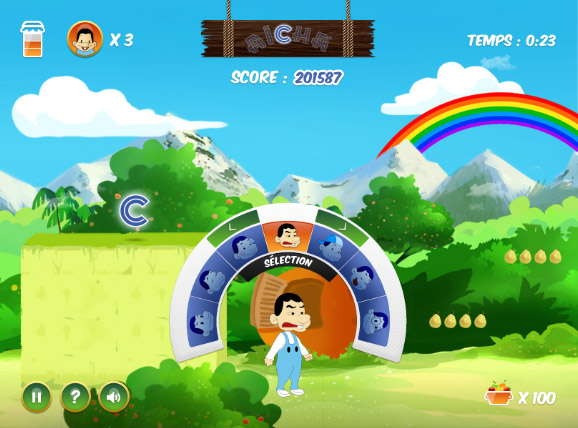 X 3
AICHA
TEMPS : 0:23
SCORE : 201587
C
SÉLECTION
?
X 100